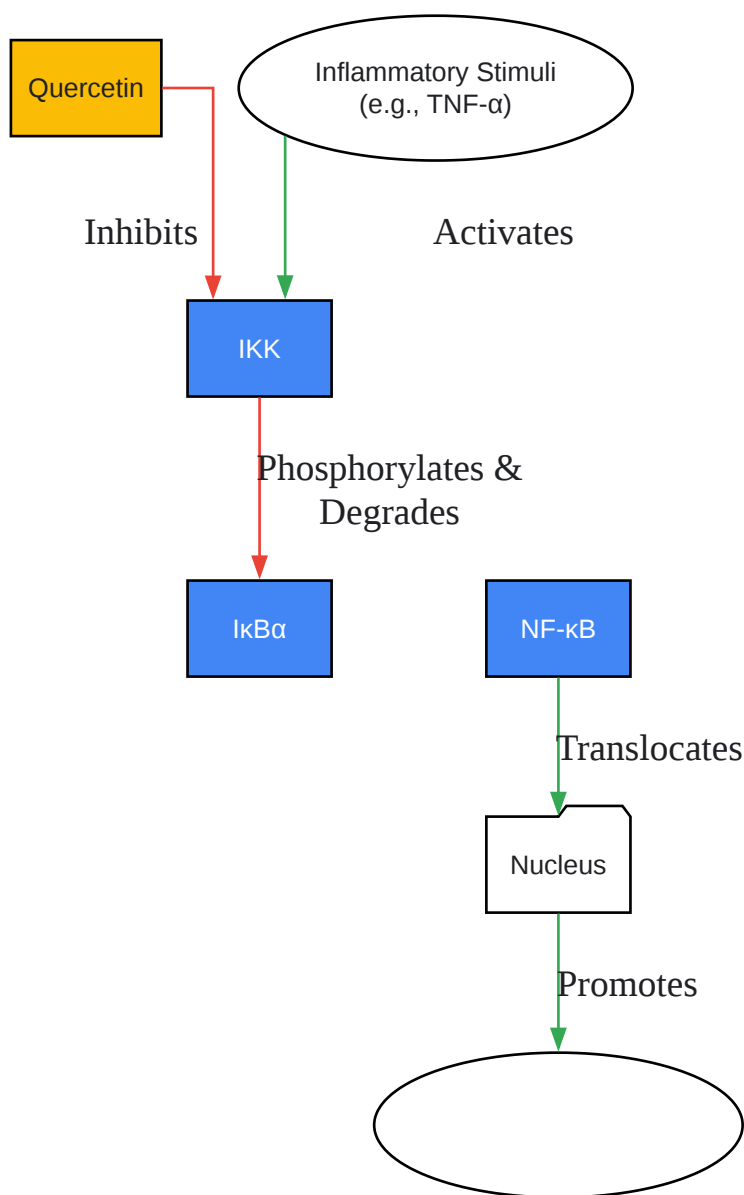 Quercetin
Inflammatory Stimuli
(e.g., TNF-α)
Inhibits
Activates
IKK
Phosphorylates &
Degrades
IκBα
NF-κB
Translocates
Nucleus
Promotes